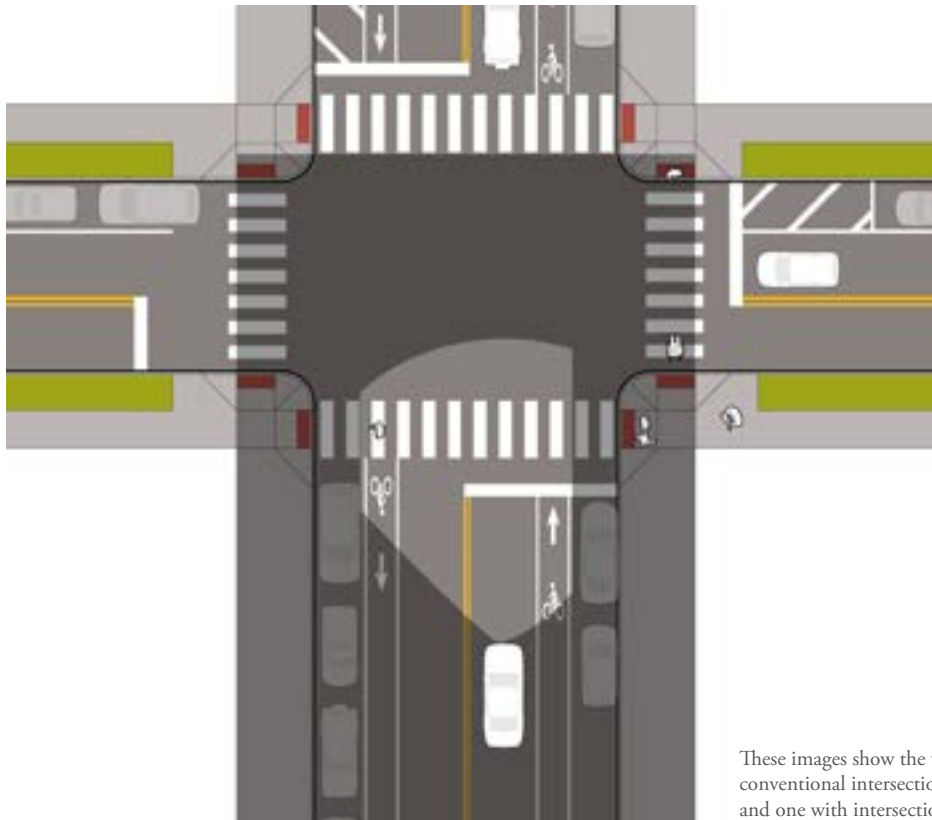 These images show the
conventional intersectio
and one with intersectio